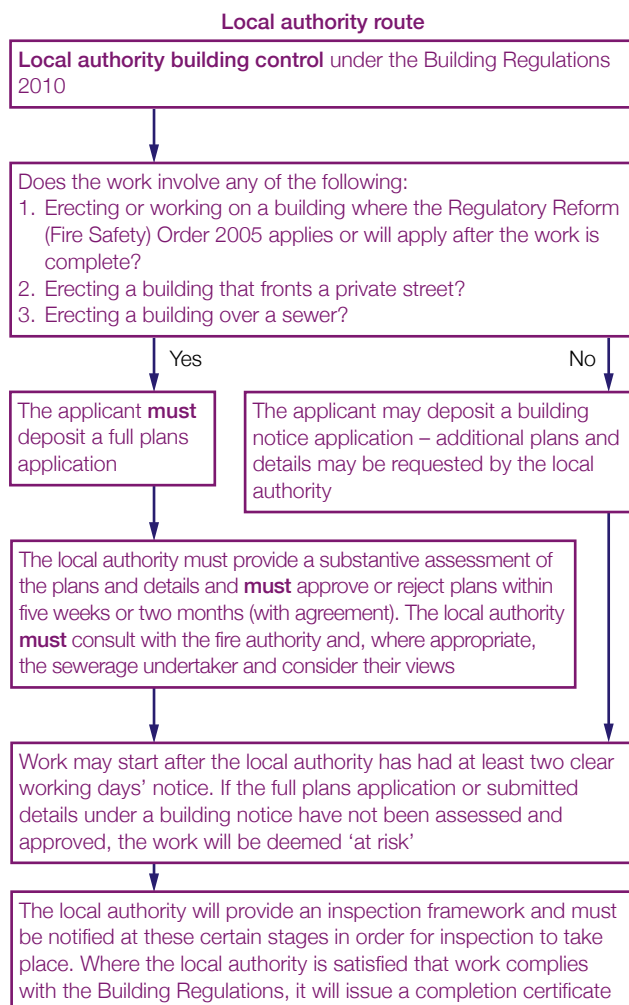 Local authority route
Local authority building control under the Building Regulations
2010
Does the work involve any of the following:
1. Erecting or working on a building where the Regulatory Reform
(Fire Safety) Order 2005 applies or will apply after the work is
complete?
2. Erecting a building that fronts a private street?
3. Erecting a building over a sewer?
Yes
No
The applicant must
deposit a full plans
application
The applicant may deposit a building
notice application – additional plans and
details may be requested by the local
authority
The local authority must provide a substantive assessment of
the plans and details and must approve or reject plans within
five weeks or two months (with agreement). The local authority
must consult with the fire authority and, where appropriate,
the sewerage undertaker and consider their views
Work may start after the local authority has had at least two clear
working days’ notice. If the full plans application or submitted
details under a building notice have not been assessed and
approved, the work will be deemed ‘at risk’
The local authority will provide an inspection framework and must
be notified at these certain stages in order for inspection to take
place. Where the local authority is satisfied that work complies
with the Building Regulations, it will issue a completion certificate